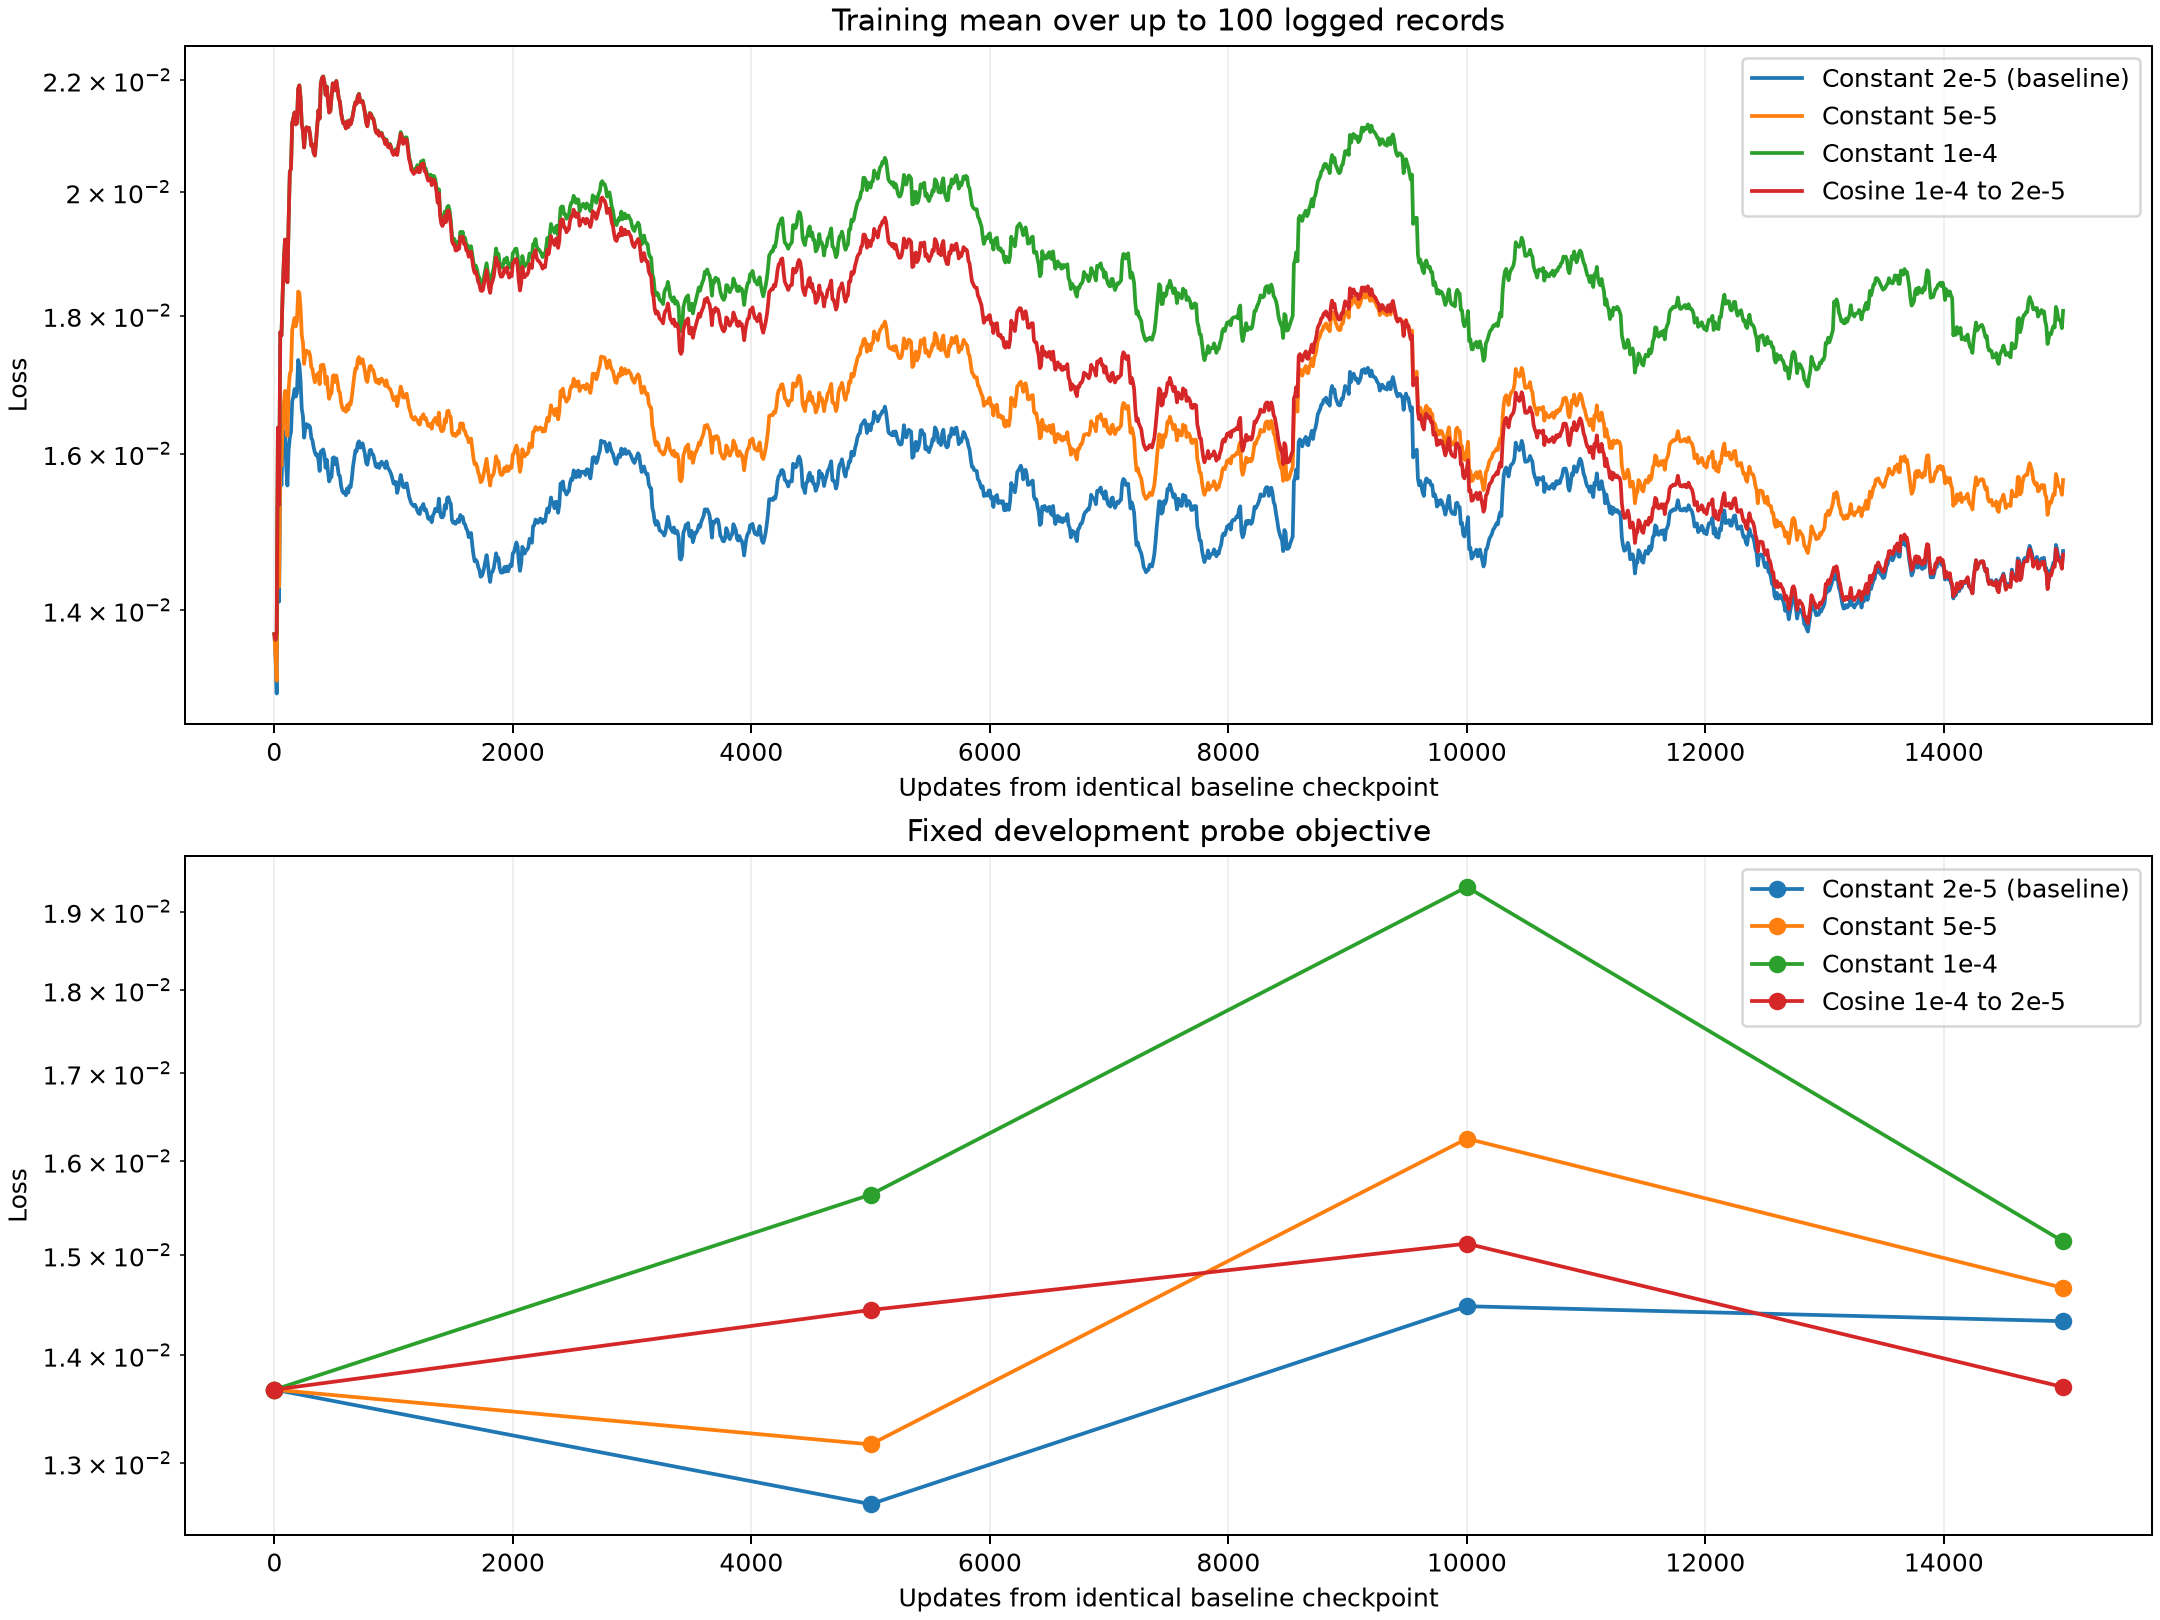 Training mean over up to 100 logged records
2.2 × 10⁻²
2 × 10⁻²
1.8 × 10⁻²
1.6 × 10⁻²
1.4 × 10⁻²
Loss
Constant 2e-5 (baseline)
Constant 5e-5
Constant 1e-4
Cosine 1e-4 to 2e-5
0 2000 4000 6000 8000 10000 12000 14000
Updates from identical baseline checkpoint
Fixed development probe objective
1.9 × 10⁻²
1.8 × 10⁻²
1.7 × 10⁻²
1.6 × 10⁻²
1.5 × 10⁻²
1.4 × 10⁻²
1.3 × 10⁻²
Loss
Constant 2e-5 (baseline)
Constant 5e-5
Constant 1e-4
Cosine 1e-4 to 2e-5
0 2000 4000 6000 8000 10000 12000 14000
Updates from identical baseline checkpoint